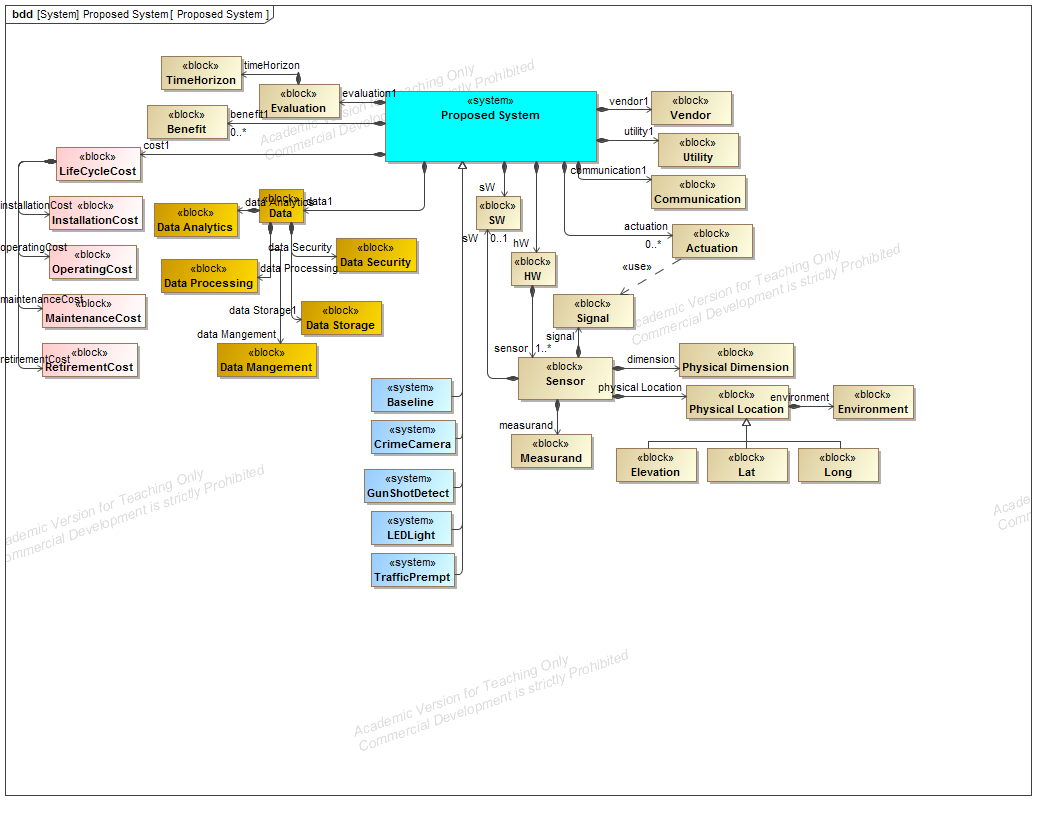 bdd [System] Proposed System [ Proposed System ]
«block»
TimeHorizon
timeHorizon
«block»
Evaluation
evaluation1
«block»
Benefit
benefit1
0..*
«system»
Proposed System
vendor1
«block»
Vendor
utility1
«block»
Utility
communication1
«block»
Communication
cost1
«block»
LifeCycleCost
installationCost
«block»
InstallationCost
operatingCost
«block»
OperatingCost
maintenanceCost
«block»
MaintenanceCost
retirementCost
«block»
RetirementCost
«block»
Data
data1
data Analytics
«block»
Data Analytics
data Security
«block»
Data Security
data Processing
«block»
Data Processing
data Storage1
«block»
Data Storage
data Mangement
«block»
Data Mangement
sW
«block»
SW
sW
0..1
hW
«block»
HW
actuation
0..*
«block»
Actuation
«use»
«block»
Signal
signal
sensor
1..*
«block»
Sensor
dimension
«block»
Physical Dimension
physical Location
«block»
Physical Location
environment
«block»
Environment
measurand
«block»
Measurand
«block»
Elevation
«block»
Lat
«block»
Long
«system»
Baseline
«system»
CrimeCamera
«system»
GunShotDetect
«system»
LEDLight
«system»
TrafficPrempt
Academic Version for Teaching Only
Commercial Development is strictly Prohibited
Academic Version for Teaching Only
Commercial Development is strictly Prohibited
Academic Version for Teaching Only
Commercial Development is strictly Prohibited
Academic Version for Teaching Only
Commercial Development is strictly Prohibited